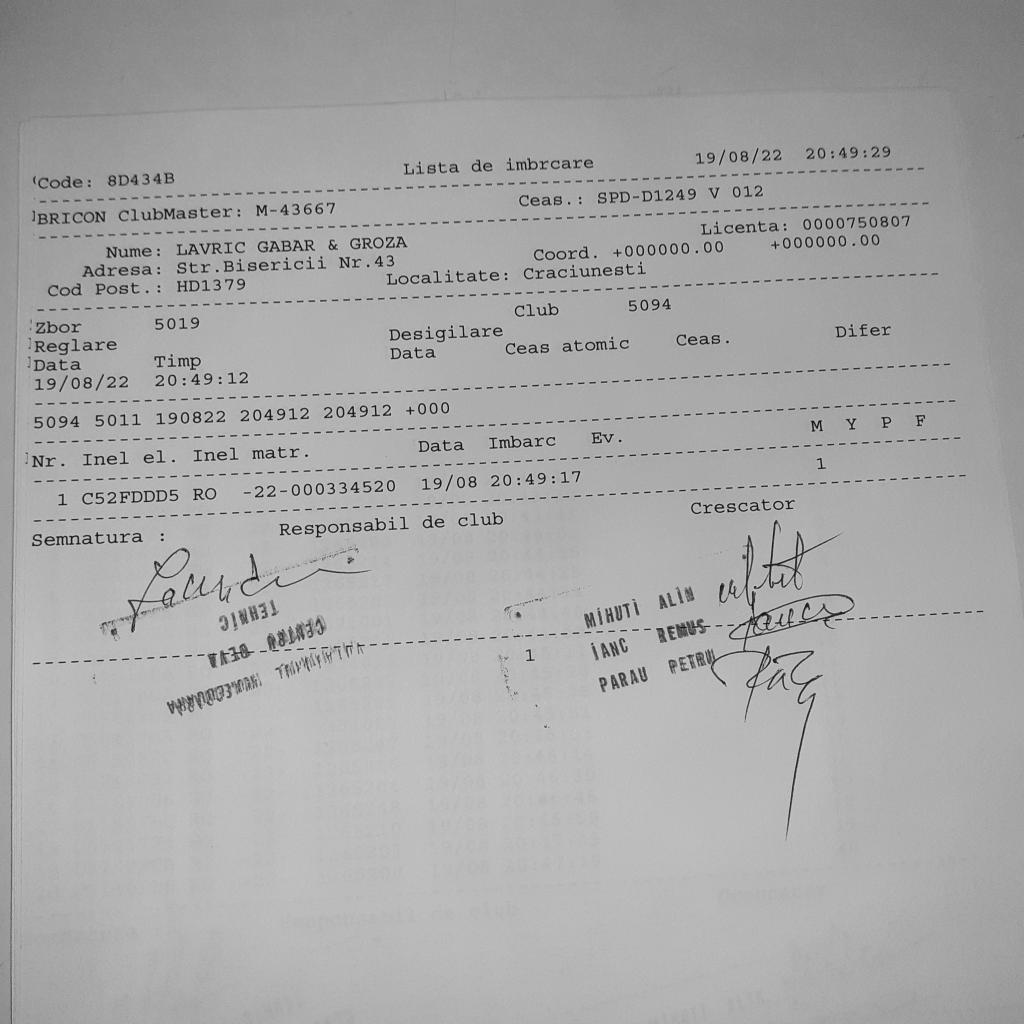 Code: 8D434B Lista de imbrcare 19/08/22 20:49:29
BRICON ClubMaster: M-43667 Ceas.: SPD-D1249 V 012
Nume: LAVRIC GABAR & GROZA Licenta: 0000750807
Adresa: Str.Bisericii Nr.43 Coord. +000000.00 +000000.00
Cod Post.: HD1379 Localitate: Craciunesti
Zbor 5019 Club 5094
Reglare Desigilare
Data Timp Data Ceas atomic Ceas. Difer
19/08/22 20:49:12
5094 5011 190822 204912 204912 +000
Nr. Inel el. Inel matr. Data Imbarc Ev. M Y P F
1 C52FDDD5 RO -22-000334520 19/08 20:49:17 1
Semnatura : Responsabil de club Crescator
TEHNIC
CENTRU DEVA
MIHUTI ALIN
IANC REMUS
1
PARAU PETRU